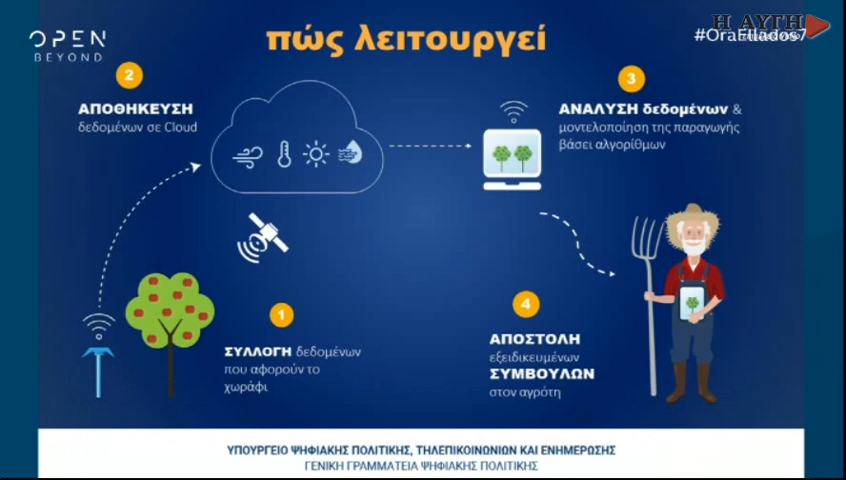 OPEN
BEYOND
πώς λειτουργεί
Η ΑΥΓΗ
#OraEllados7
2
ΑΠΟΘΗΚΕΥΣΗ
δεδομένων σε Cloud
3
ΑΝΑΛΥΣΗ δεδομένων &
μοντελοποίηση της παραγωγής
βάσει αλγορίθμων
1
ΣΥΛΛΟΓΗ δεδομένων
που αφορούν το
χωράφι
4
ΑΠΟΣΤΟΛΗ
εξειδικευμένων
ΣΥΜΒΟΥΛΩΝ
στον αγρότη
ΥΠΟΥΡΓΕΙΟ ΨΗΦΙΑΚΗΣ ΠΟΛΙΤΙΚΗΣ, ΤΗΛΕΠΙΚΟΙΝΩΝΙΩΝ ΚΑΙ ΕΝΗΜΕΡΩΣΗΣ
ΓΕΝΙΚΗ ΓΡΑΜΜΑΤΕΙΑ ΨΗΦΙΑΚΗΣ ΠΟΛΙΤΙΚΗΣ